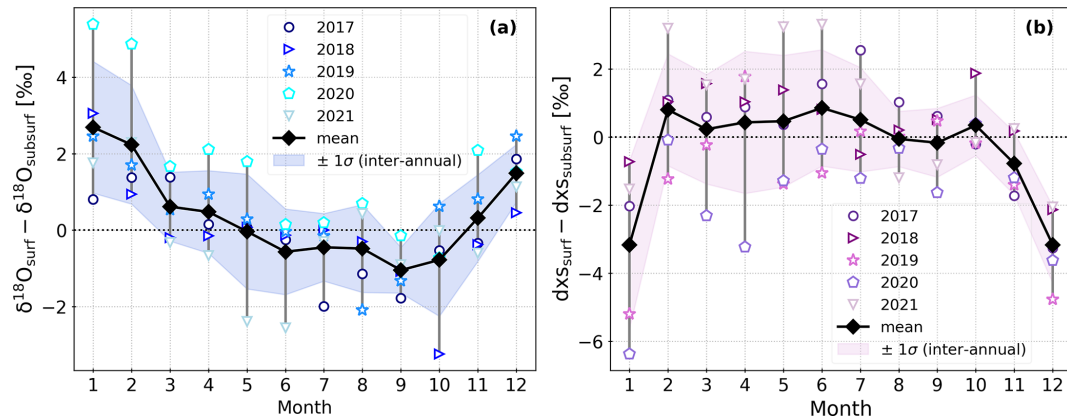 (a)
δ¹⁸O_surf − δ¹⁸O_subsurf [‰]
4
2
0
−2
2017
2018
2019
2020
2021
mean
± 1σ (inter-annual)
1 2 3 4 5 6 7 8 9 10 11 12
Month
(b)
dxs_surf − dxs_subsurf [‰]
2
0
−2
−4
−6
2017
2018
2019
2020
2021
mean
± 1σ (inter-annual)
1 2 3 4 5 6 7 8 9 10 11 12
Month